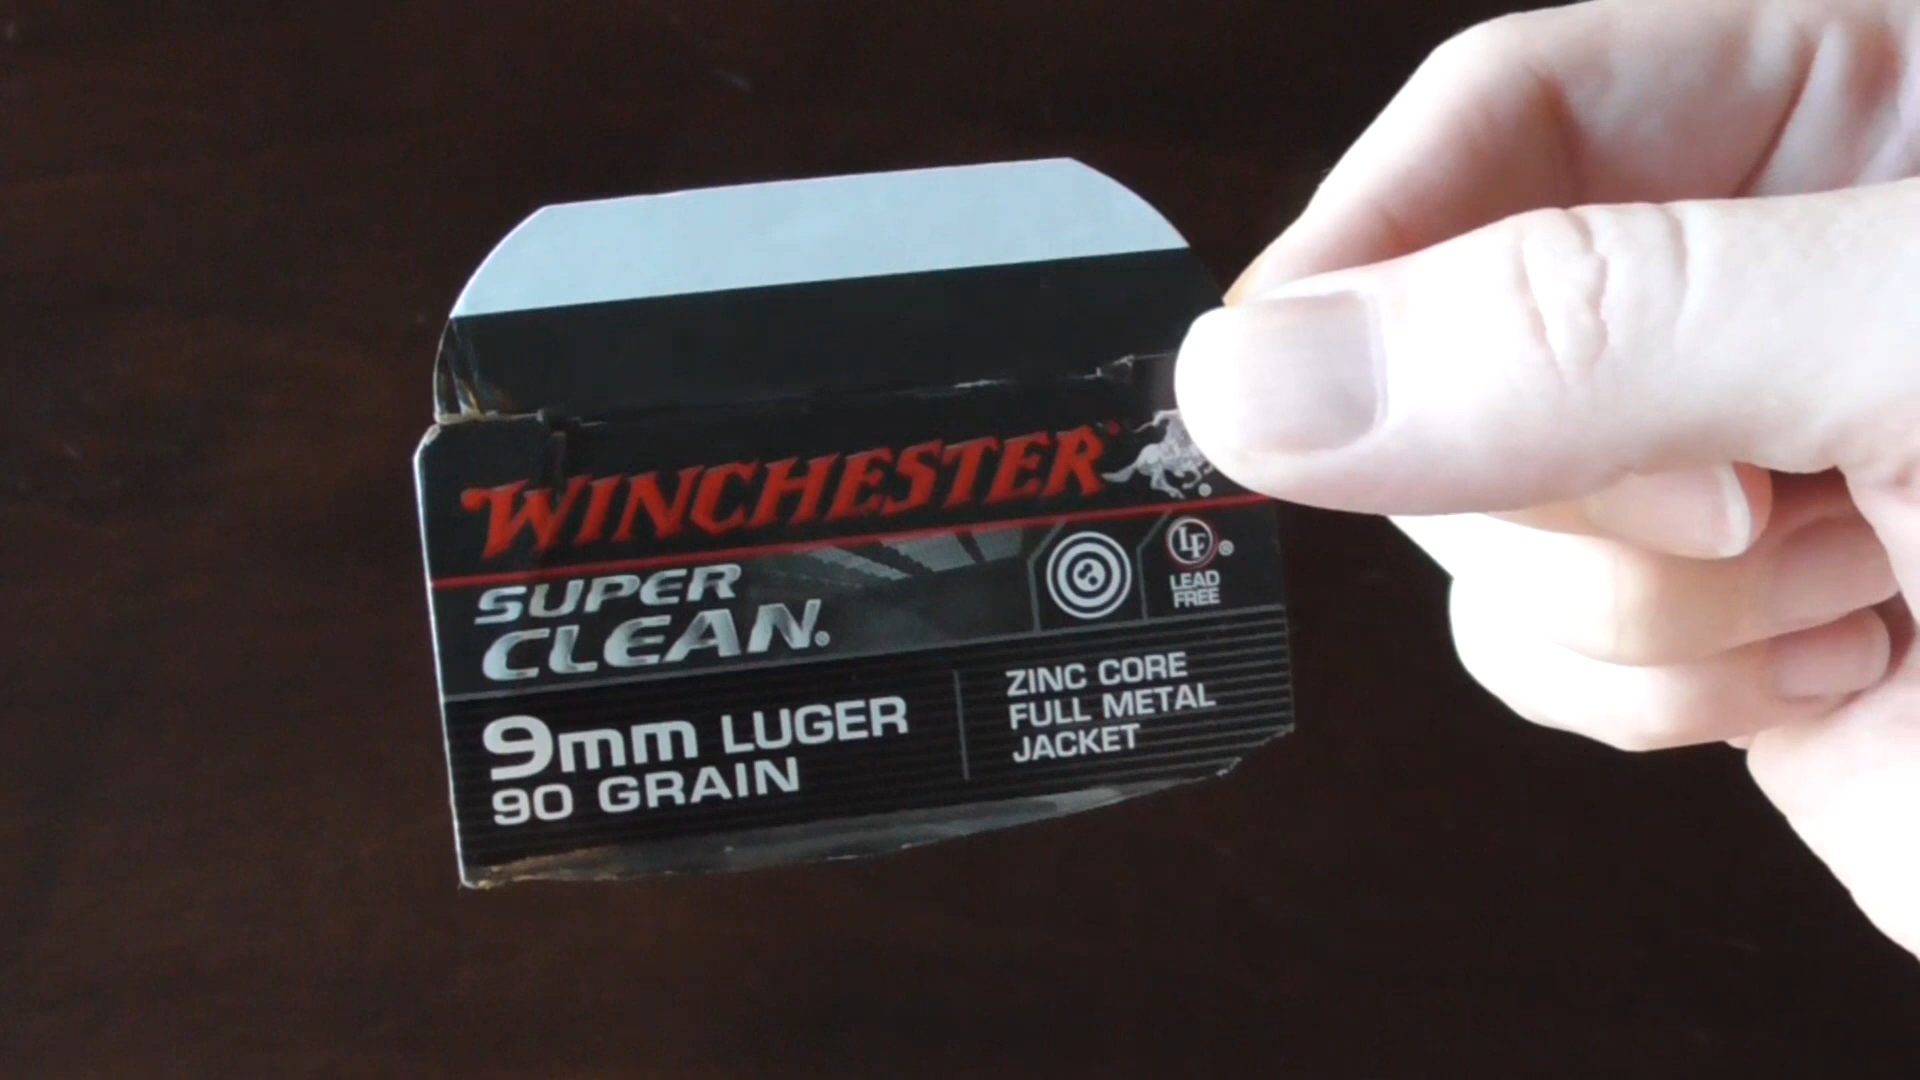 WINCHESTER®
SUPER
CLEAN®
LF®
LEAD
FREE
9mm LUGER
90 GRAIN
ZINC CORE
FULL METAL
JACKET